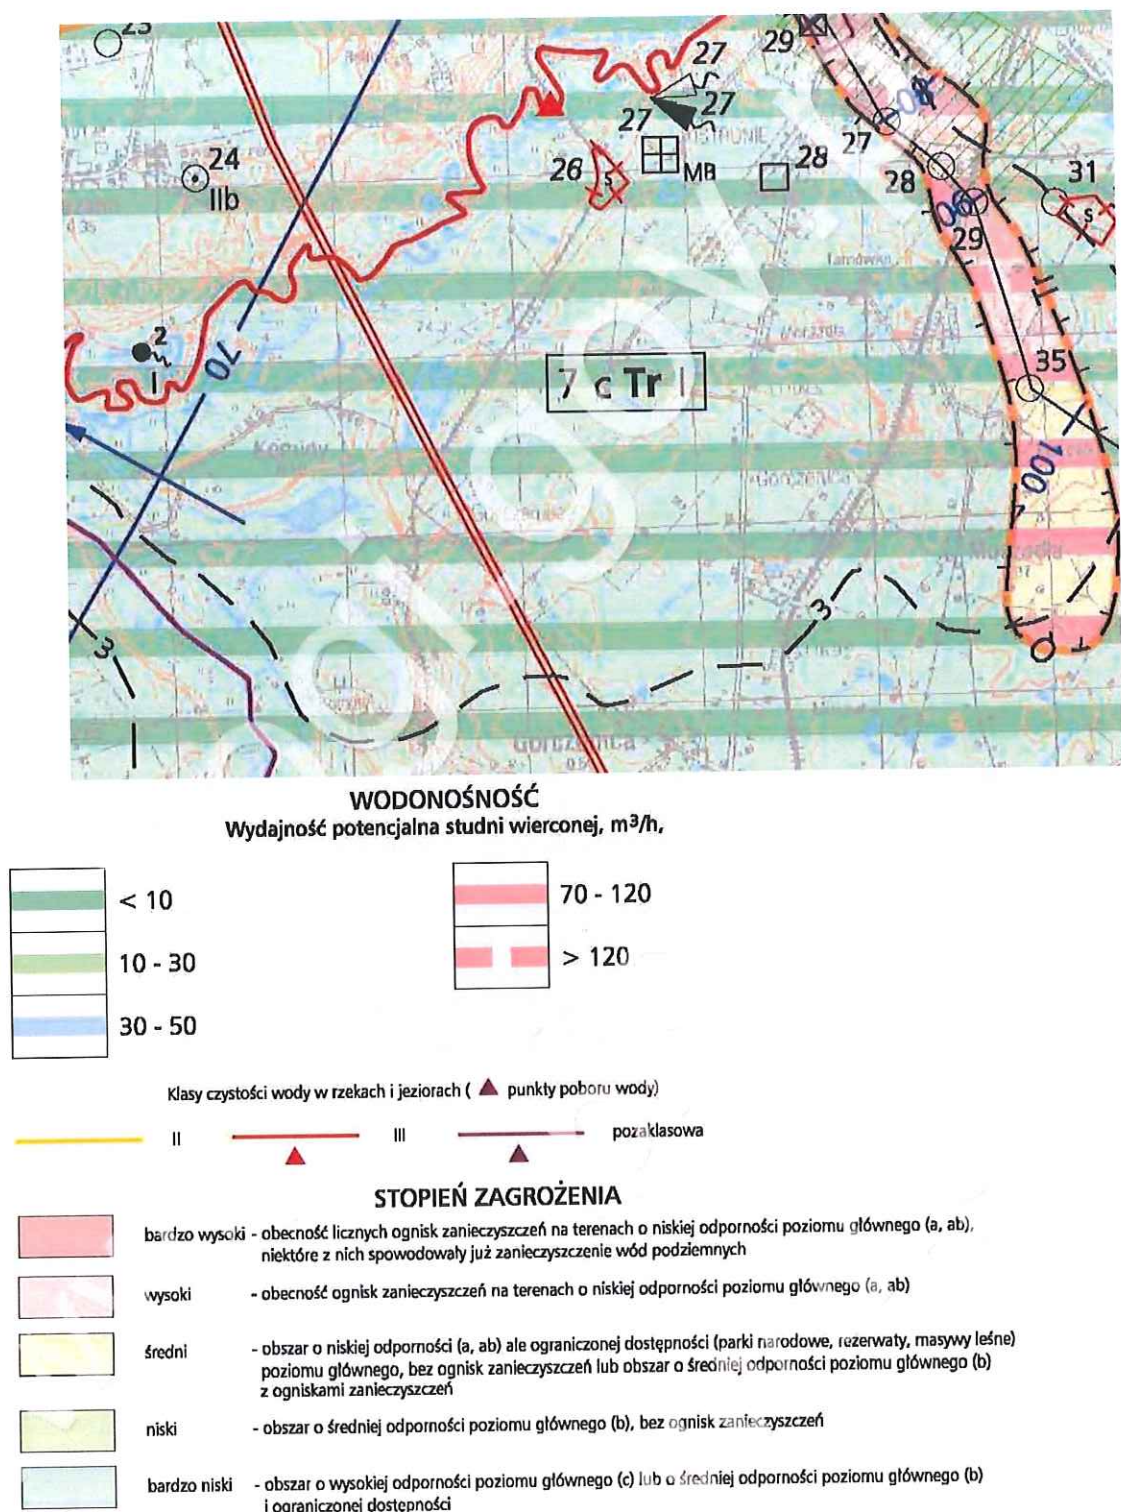 23
29
27
27
27
27
24
IIb
26
S
MB
28
28
31
S
29
90
2
1
70
35
7 c Tr I
100
Górczenica
3
3
WODONOŚNOŚĆ
Wydajność potencjalna studni wierconej, m³/h,
< 10
70 - 120
10 - 30
> 120
30 - 50
Klasy czystości wody w rzekach i jeziorach ( punkty poboru wody)
II III pozaklasowa
STOPIEŃ ZAGROŻENIA
bardzo wysoki - obecność licznych ognisk zanieczyszczeń na terenach o niskiej odporności poziomu głównego (a, ab),
niektóre z nich spowodowały już zanieczyszczenie wód podziemnych
wysoki - obecność ognisk zanieczyszczeń na terenach o niskiej odporności poziomu głównego (a, ab)
średni - obszar o niskiej odporności (a, ab) ale ograniczonej dostępności (parki narodowe, rezerwaty, masywy leśne)
poziomu głównego, bez ognisk zanieczyszczeń lub obszar o średniej odporności poziomu głównego (b)
z ogniskami zanieczyszczeń
niski - obszar o średniej odporności poziomu głównego (b), bez ognisk zanieczyszczeń
bardzo niski - obszar o wysokiej odporności poziomu głównego (c) lub o średniej odporności poziomu głównego (b)
i ograniczonej dostępności